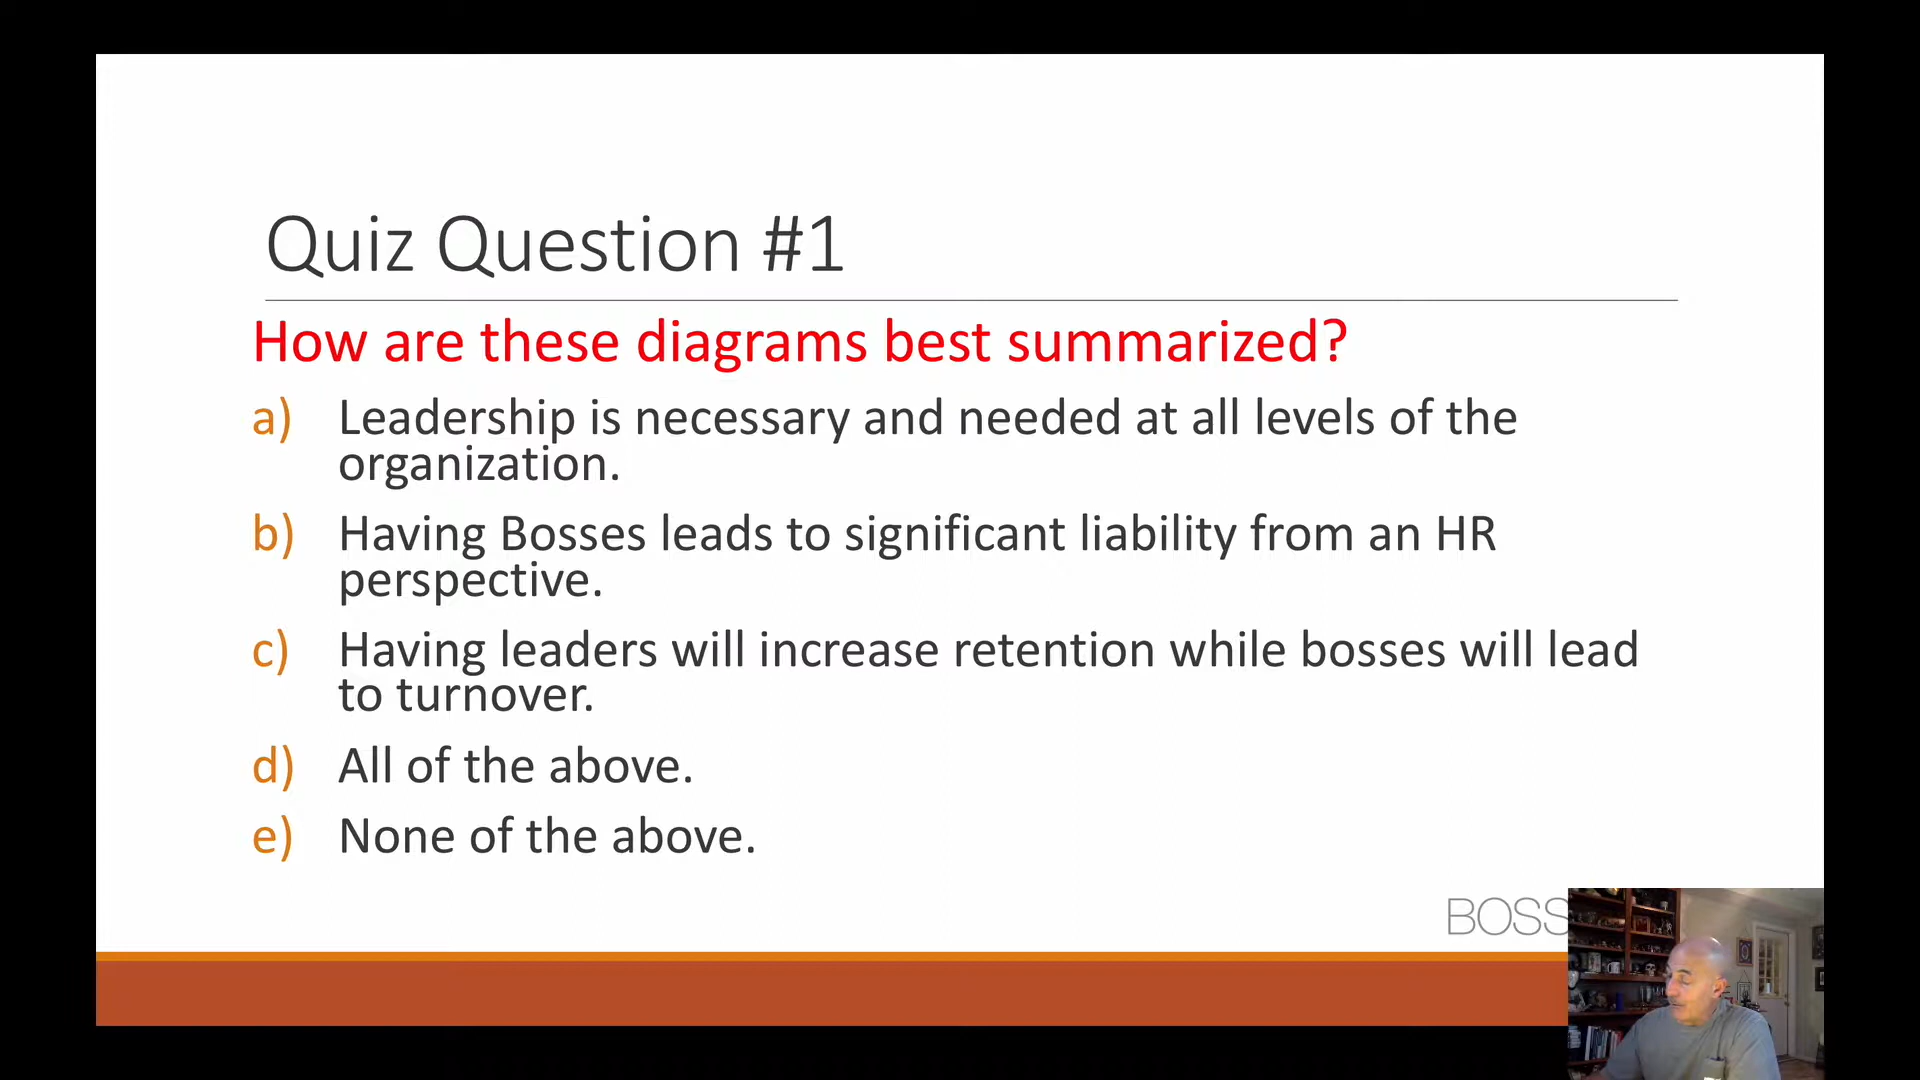 Quiz Question #1
How are these diagrams best summarized?
a) Leadership is necessary and needed at all levels of the
organization.
b) Having Bosses leads to significant liability from an HR
perspective.
c) Having leaders will increase retention while bosses will lead
to turnover.
d) All of the above.
e) None of the above.
BOSS